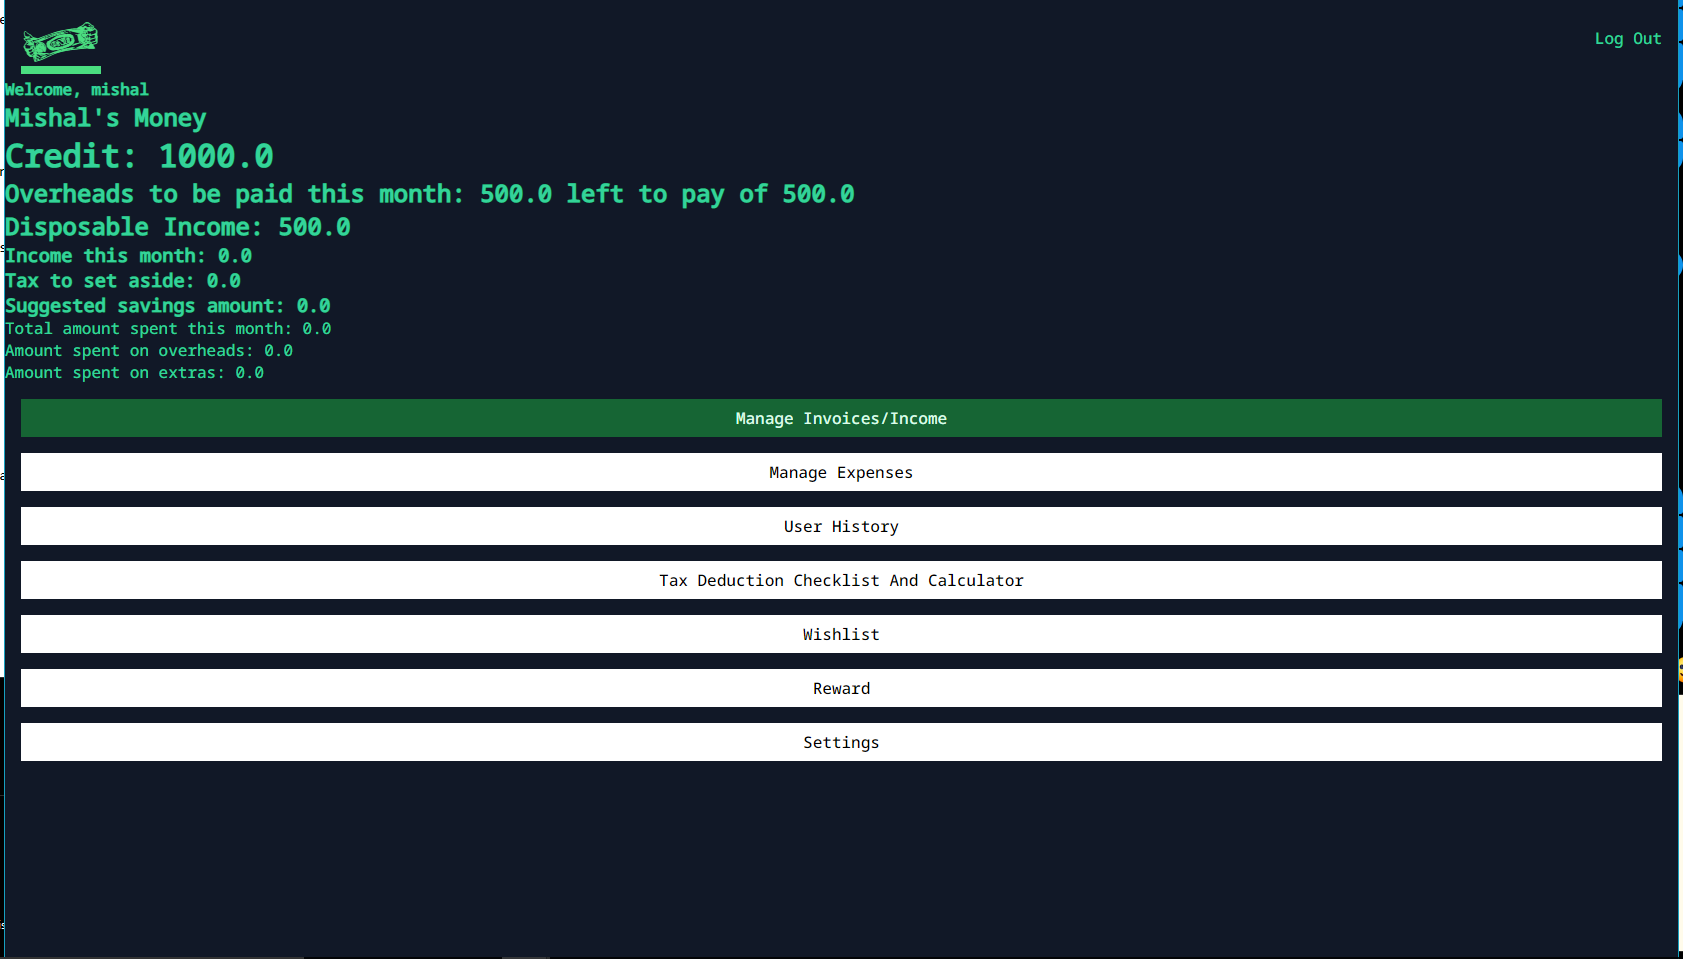 Log Out
Welcome, mishal
Mishal's Money
Credit: 1000.0
Overheads to be paid this month: 500.0 left to pay of 500.0
Disposable Income: 500.0
Income this month: 0.0
Tax to set aside: 0.0
Suggested savings amount: 0.0
Total amount spent this month: 0.0
Amount spent on overheads: 0.0
Amount spent on extras: 0.0
Manage Invoices/Income
Manage Expenses
User History
Tax Deduction Checklist And Calculator
Wishlist
Reward
Settings